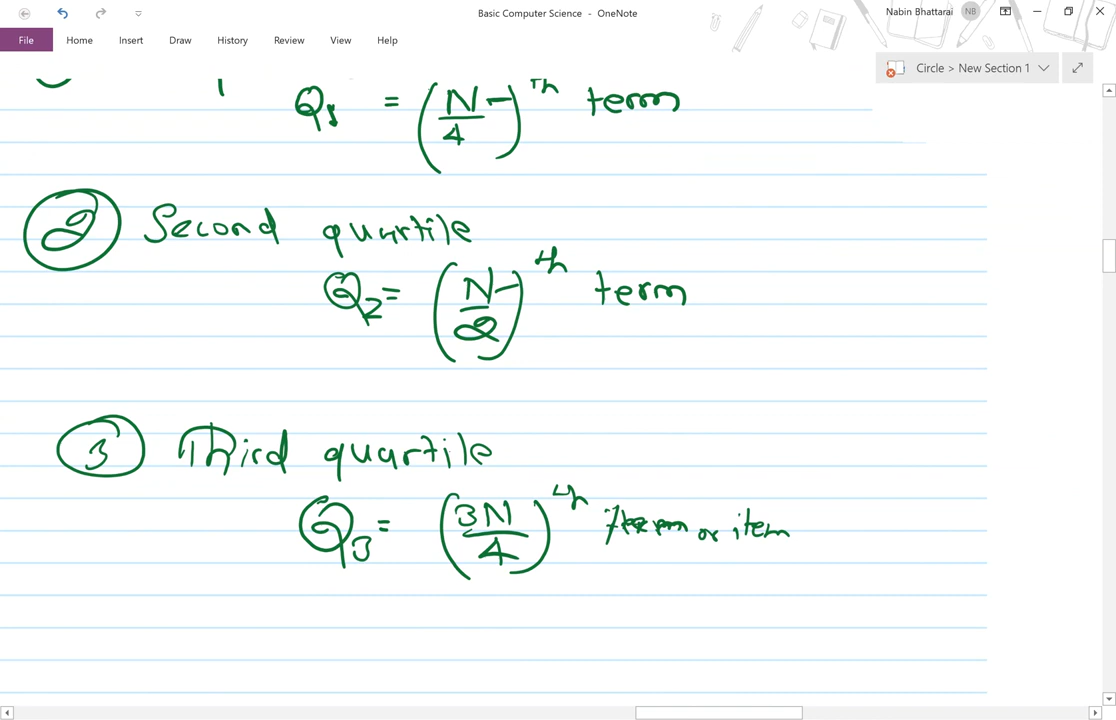 Basic Computer Science - OneNote
Nabin Bhattarai NB
File Home Insert Draw History Review View Help
Circle > New Section 1
Q1 = (N/4)th term
2 Second quartile
Q2 = (N/2)th term
3 Third quartile
Q3 = (3N/4)th term or item